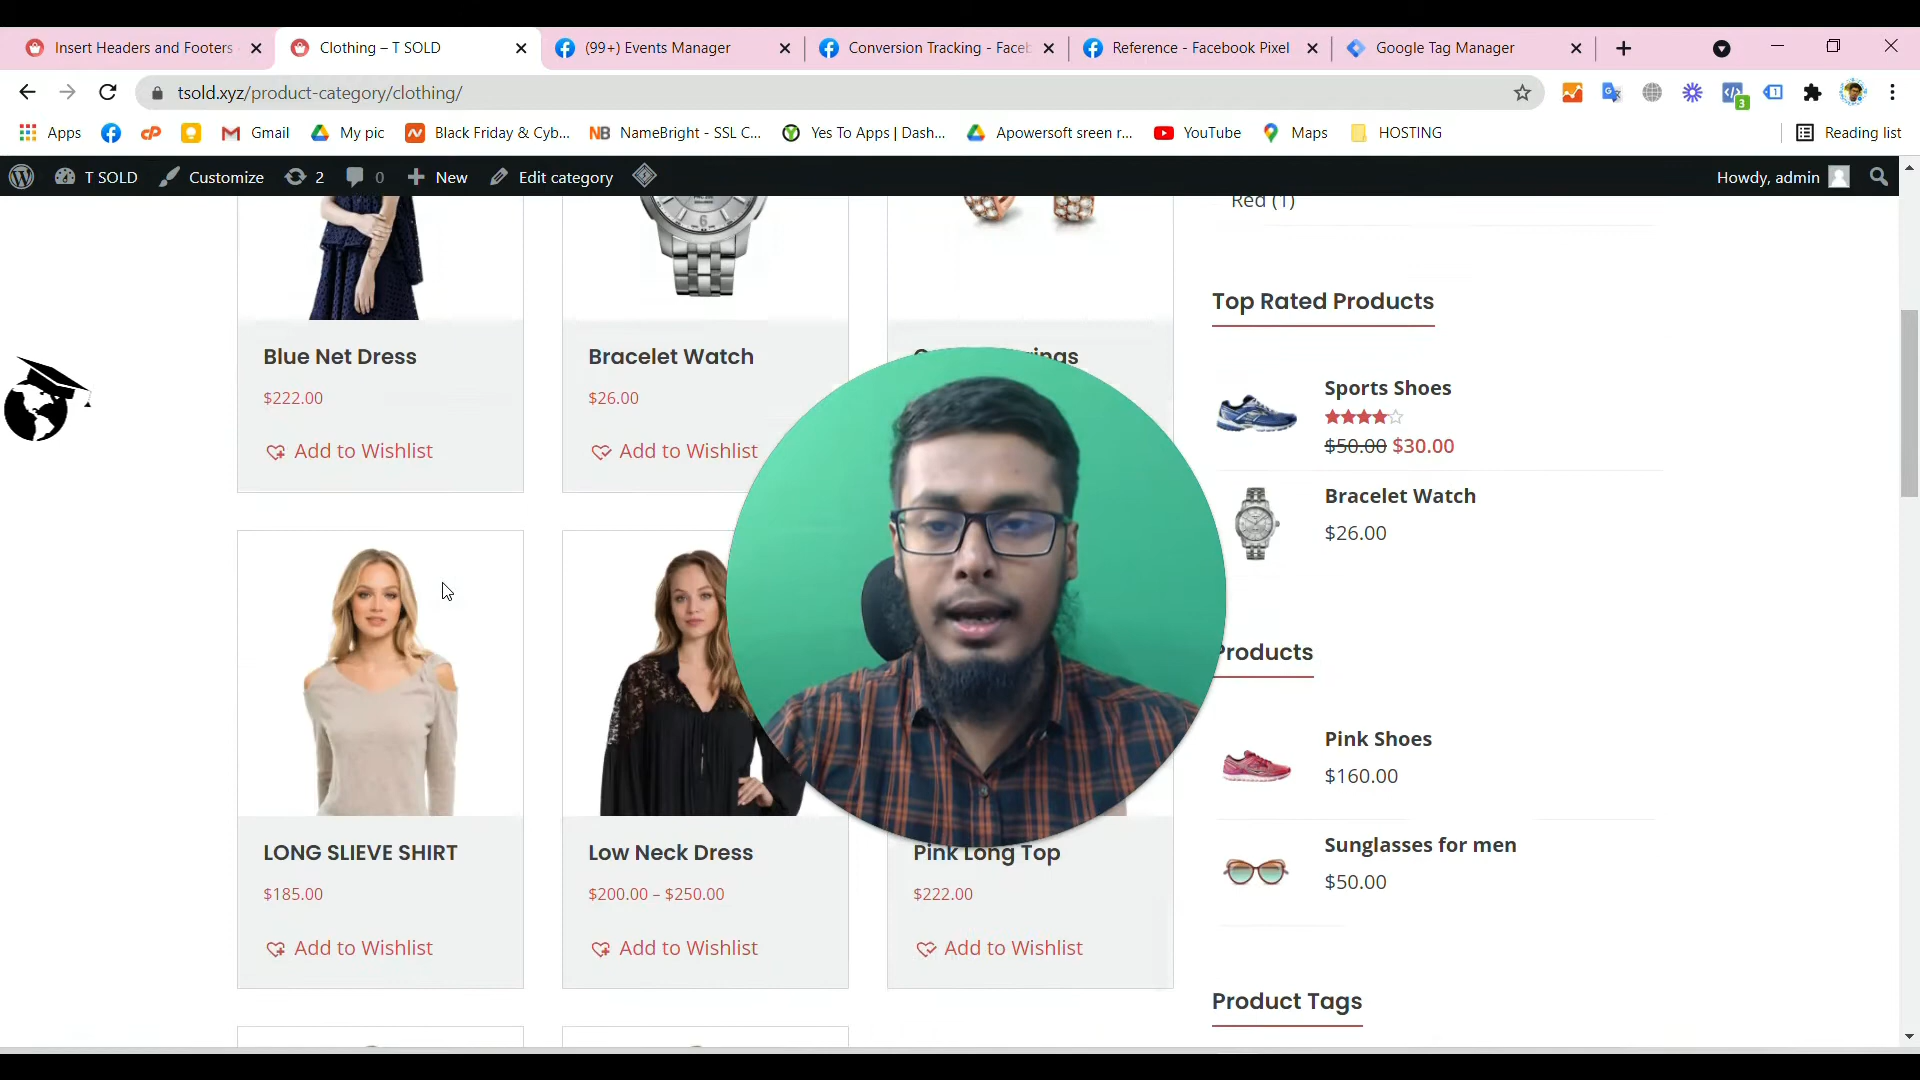 Insert Headers and Footers
Clothing – T SOLD
(99+) Events Manager
Conversion Tracking - Faceb
Reference - Facebook Pixel
Google Tag Manager
tsold.xyz/product-category/clothing/
3
1
Apps
Gmail
My pic
Black Friday & Cyb...
NB NameBright - SSL C...
Yes To Apps | Dash...
Apowersoft sreen r...
YouTube
Maps
HOSTING
Reading list
T SOLD
Customize
2
0
New
Edit category
Howdy, admin
Red (1)
Top Rated Products
Sports Shoes
$50.00 $30.00
Bracelet Watch
$26.00
Products
Pink Shoes
$160.00
Sunglasses for men
$50.00
Product Tags
Blue Net Dress
$222.00
Add to Wishlist
Bracelet Watch
$26.00
Add to Wishlist
LONG SLIEVE SHIRT
$185.00
Add to Wishlist
Low Neck Dress
$200.00 – $250.00
Add to Wishlist
Pink Long Top
$222.00
Add to Wishlist